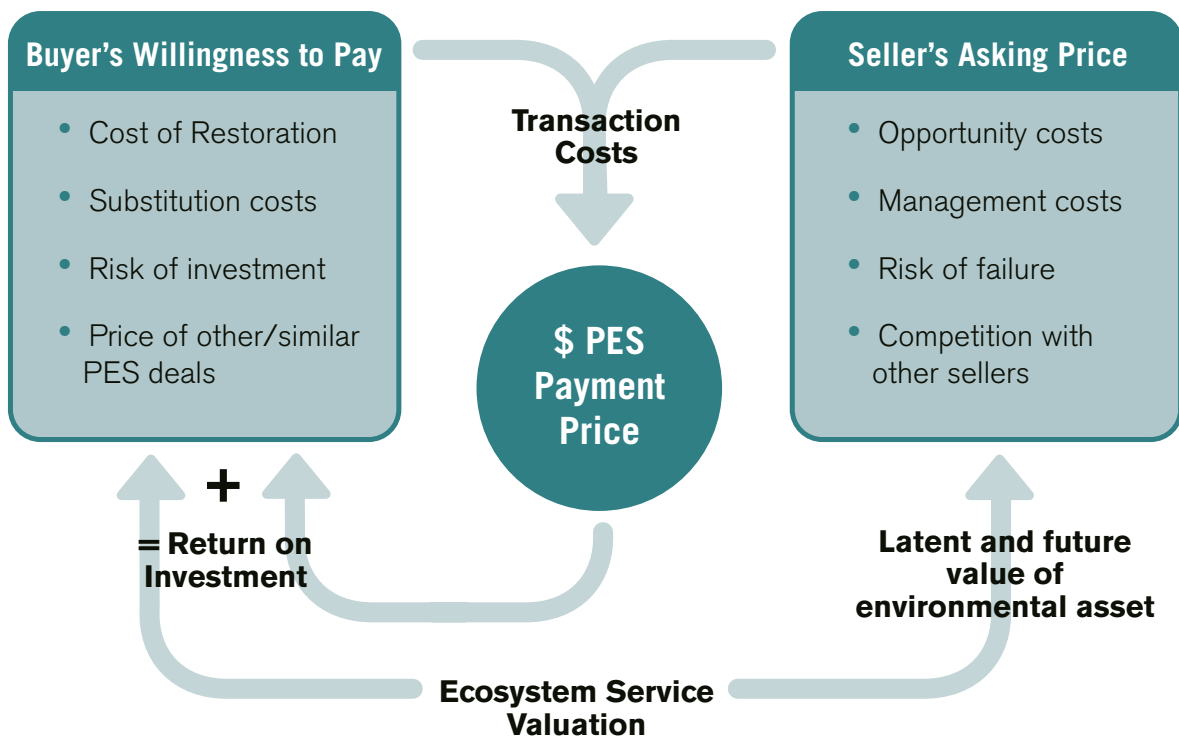 Buyer's Willingness to Pay
• Cost of Restoration
• Substitution costs
• Risk of investment
• Price of other/similar
PES deals
Transaction
Costs
Seller's Asking Price
• Opportunity costs
• Management costs
• Risk of failure
• Competition with
other sellers
$ PES
Payment
Price
+
= Return on
Investment
Latent and future
value of
environmental asset
Ecosystem Service
Valuation